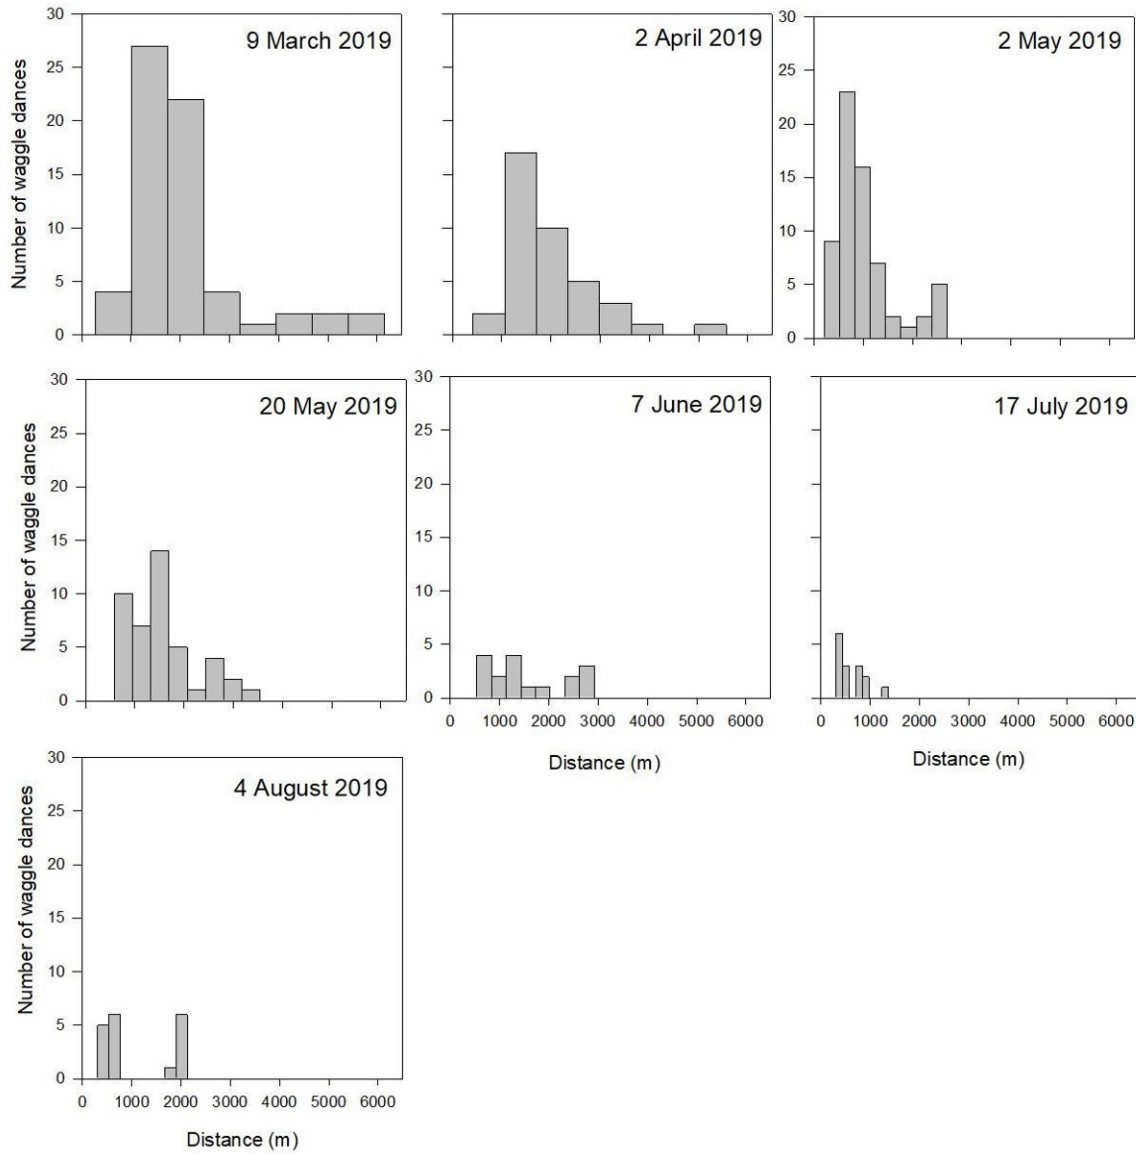 9 March 2019
Number of waggle dances
30
25
20
15
10
5
0
2 April 2019
2 May 2019
30
25
20
15
10
5
0
20 May 2019
Number of waggle dances
30
25
20
15
10
5
0
7 June 2019
30
25
20
15
10
5
0
0 1000 2000 3000 4000 5000 6000
Distance (m)
17 July 2019
0 1000 2000 3000 4000 5000 6000
Distance (m)
4 August 2019
Number of waggle dances
30
25
20
15
10
5
0
0 1000 2000 3000 4000 5000 6000
Distance (m)